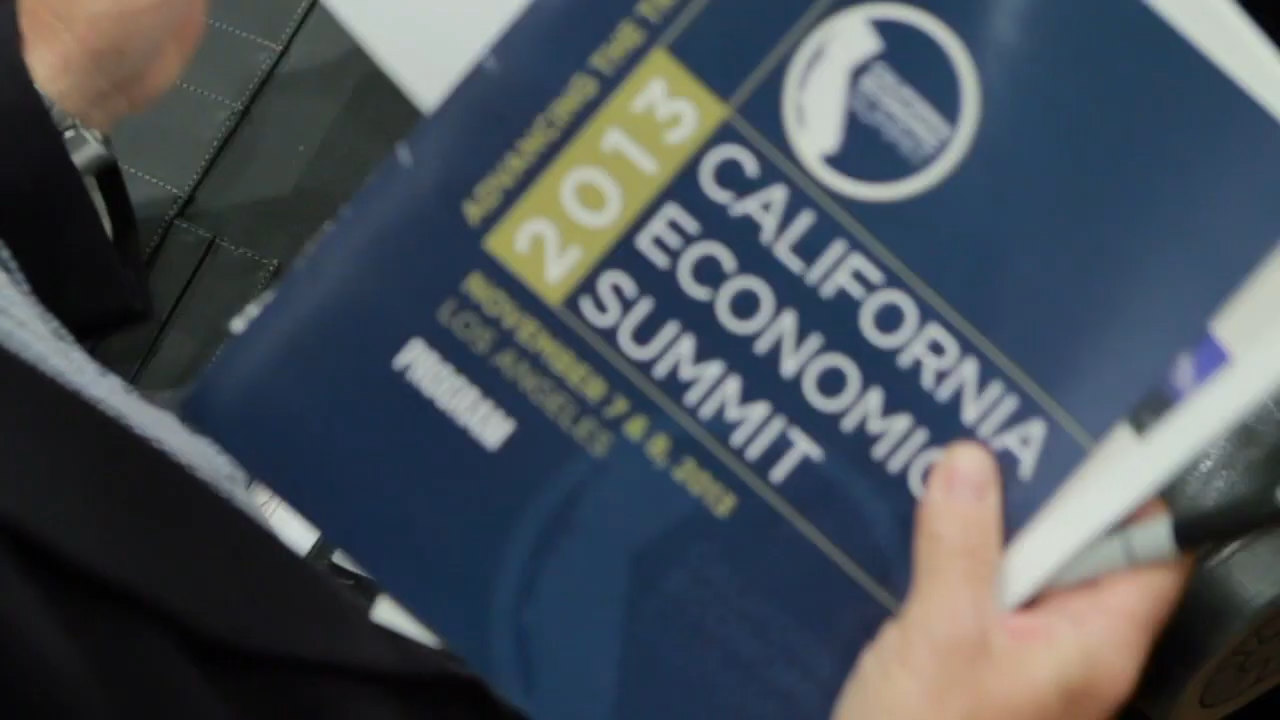 ADVANCING THE
2013
CALIFORNIA
ECONOMIC
SUMMIT
NOVEMBER 7 & 8, 2013
LOS ANGELES
PROGRAM